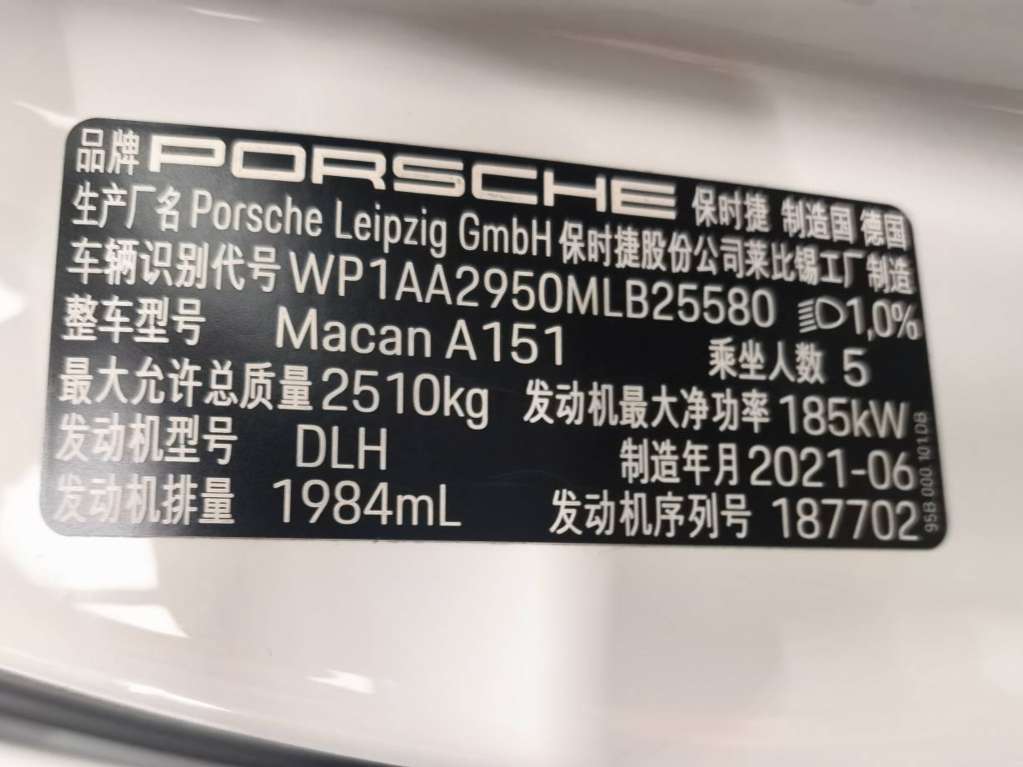 品牌 PORSCHE 保时捷 制造国 德国
生产厂名 Porsche Leipzig GmbH 保时捷股份公司莱比锡工厂制造
车辆识别代号 WP1AA2950MLB25580 1,0%
整车型号 Macan A151 乘坐人数 5
最大允许总质量 2510kg 发动机最大净功率 185kW
发动机型号 DLH 制造年月 2021-06
发动机排量 1984mL 发动机序列号 187702
95B 000 101 DB